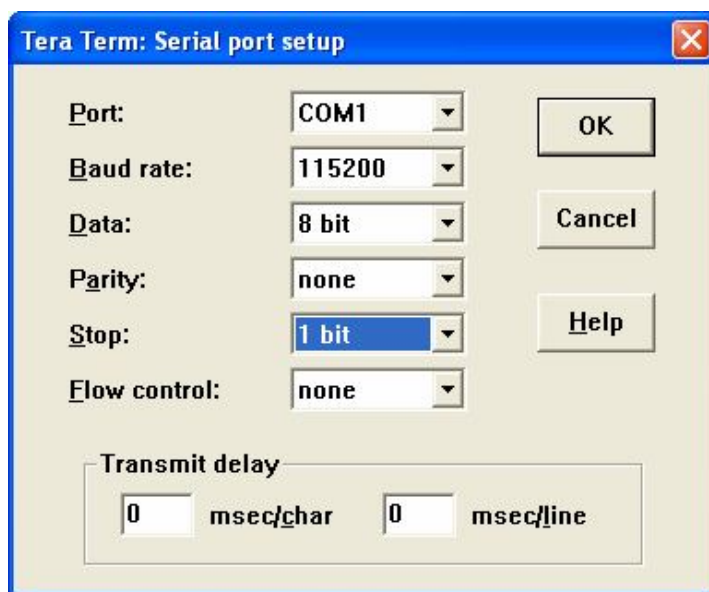 Tera Term: Serial port setup
Port: COM1 OK
Baud rate: 115200
Data: 8 bit Cancel
Parity: none
Stop: 1 bit Help
Flow control: none
Transmit delay
0 msec/char 0 msec/line